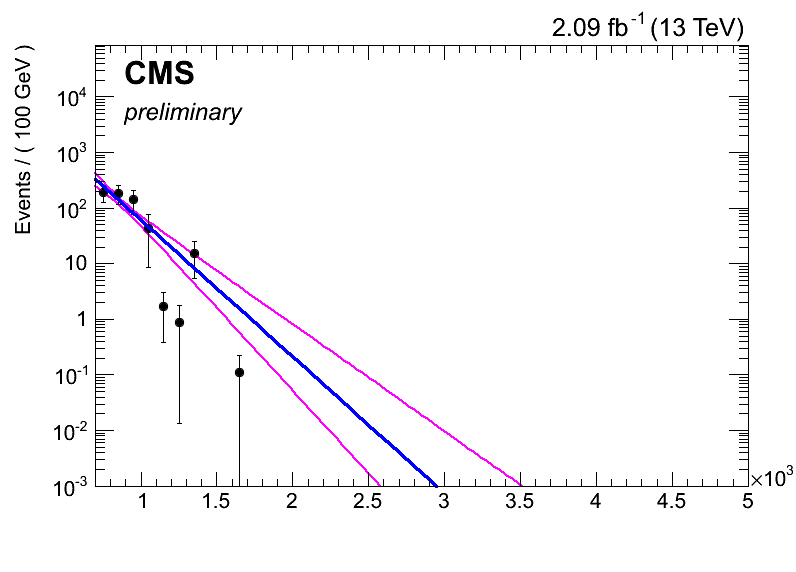 2.09 fb⁻¹ (13 TeV)
CMS
preliminary
Events / ( 100 GeV )
10⁴
10³
10²
10
1
10⁻¹
10⁻²
10⁻³
1 1.5 2 2.5 3 3.5 4 4.5 5
×10³